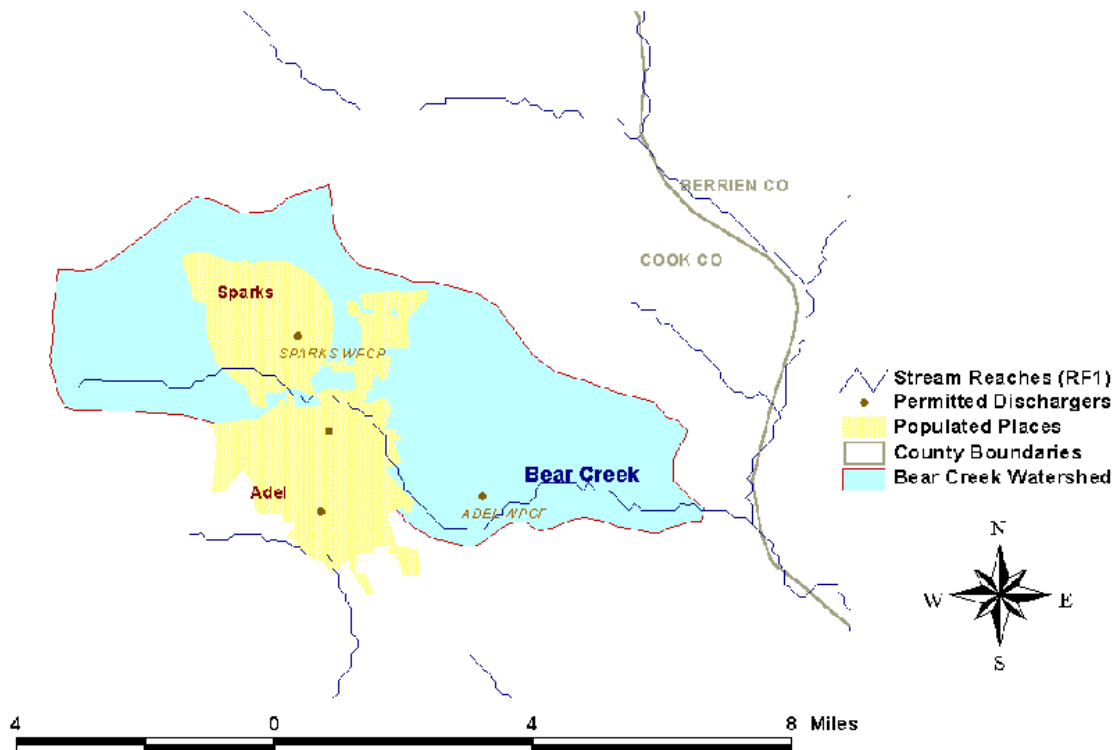 BERRIEN CO
COOK CO
Sparks
SPARKS WPCP
Stream Reaches (RF1)
Permitted Dischargers
Populated Places
County Boundaries
Bear Creek Watershed
Bear Creek
Adel
ADEL WPCP
N
W E
S
4 0 4 8 Miles